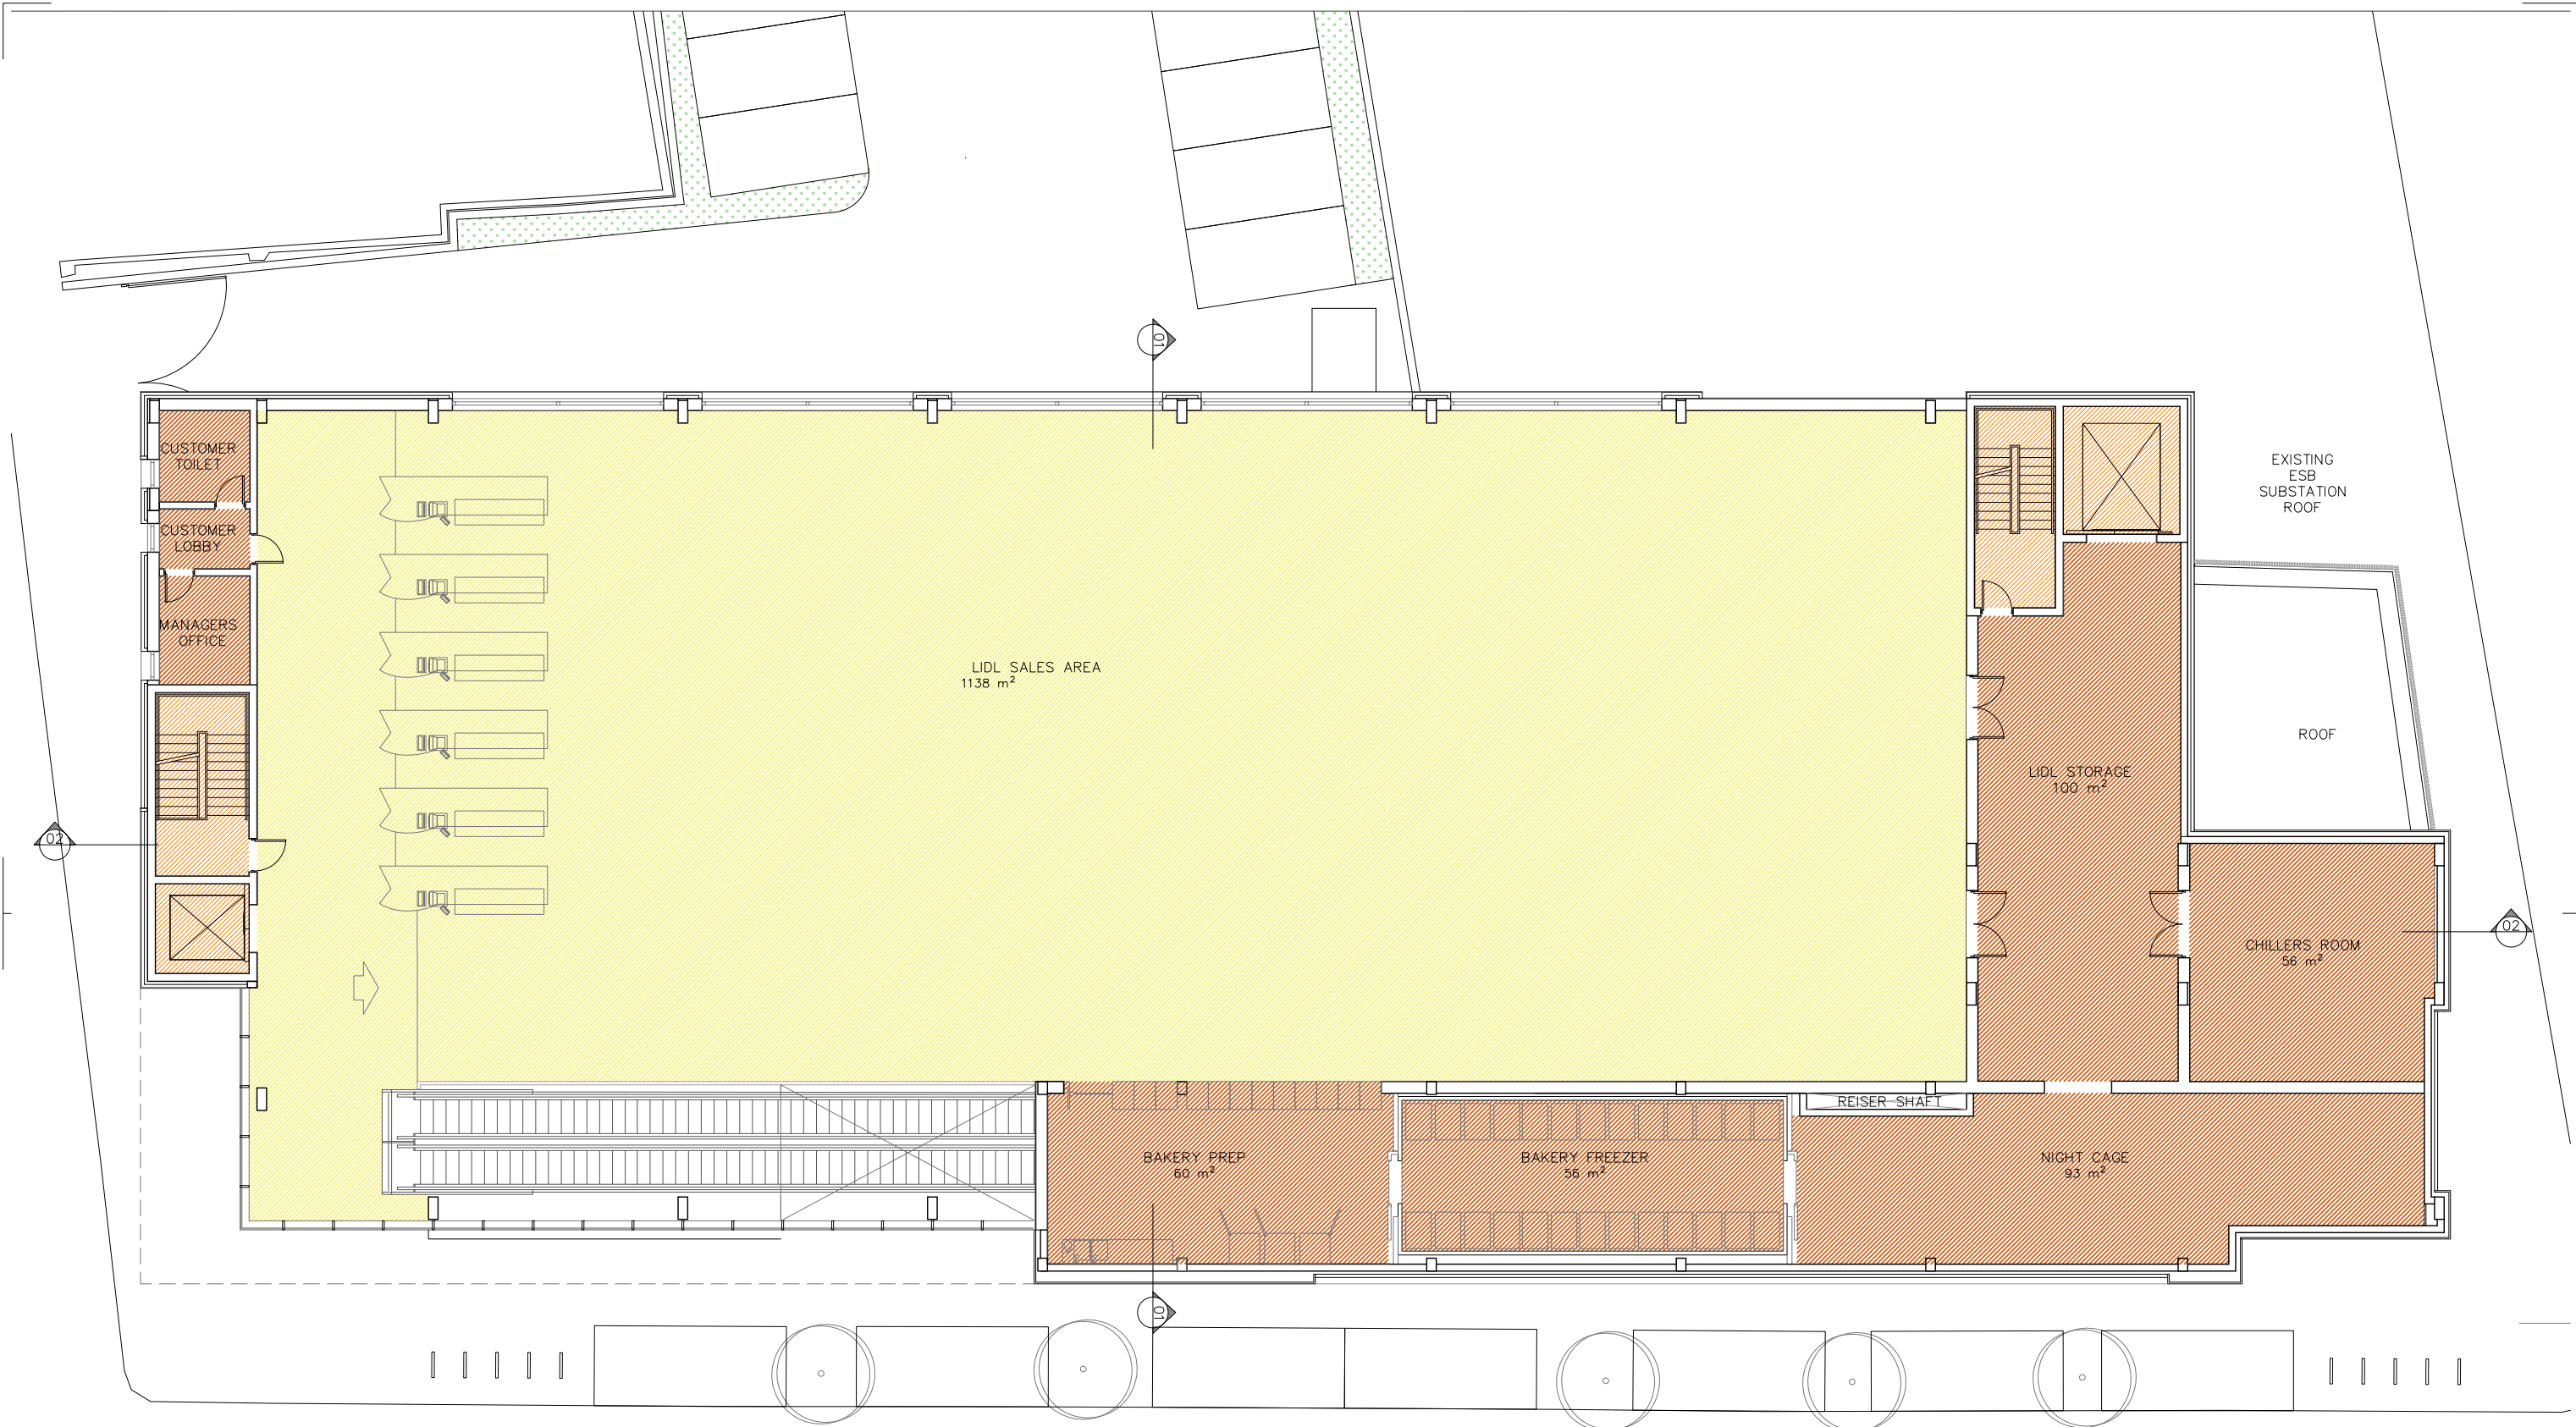 01
CUSTOMER
TOILET
EXISTING
ESB
SUBSTATION
ROOF
CUSTOMER
LOBBY
MANAGERS
OFFICE
LIDL SALES AREA
1138 m²
ROOF
LIDL STORAGE
100 m²
02
02
CHILLERS ROOM
56 m²
REISER SHAFT
BAKERY PREP
60 m²
BAKERY FREEZER
56 m²
NIGHT CAGE
93 m²
01